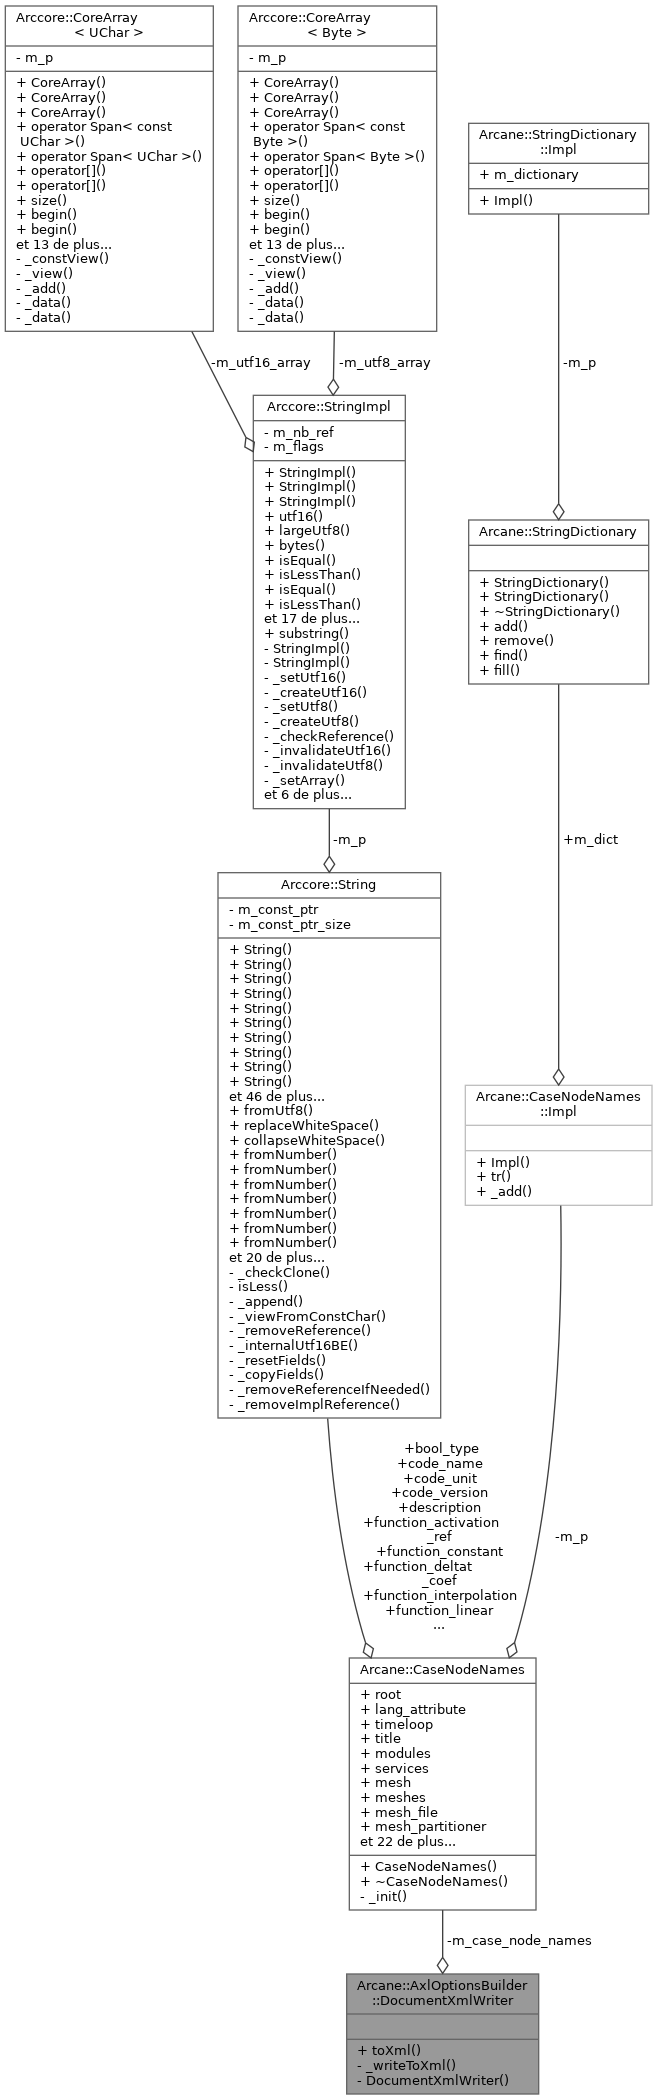 Arccore::CoreArray
< UChar >
- m_p
+ CoreArray()
+ CoreArray()
+ CoreArray()
+ operator Span< const
UChar >()
+ operator Span< UChar >()
+ operator[]()
+ operator[]()
+ size()
+ begin()
+ begin()
et 13 de plus...
- _constView()
- _view()
- _add()
- _data()
- _data()
Arccore::CoreArray
< Byte >
- m_p
+ CoreArray()
+ CoreArray()
+ CoreArray()
+ operator Span< const
Byte >()
+ operator Span< Byte >()
+ operator[]()
+ operator[]()
+ size()
+ begin()
+ begin()
et 13 de plus...
- _constView()
- _view()
- _add()
- _data()
- _data()
Arcane::StringDictionary
::Impl
+ m_dictionary
+ Impl()
-m_utf16_array
-m_utf8_array
-m_p
Arccore::StringImpl
- m_nb_ref
- m_flags
+ StringImpl()
+ StringImpl()
+ StringImpl()
+ utf16()
+ largeUtf8()
+ bytes()
+ isEqual()
+ isLessThan()
+ isEqual()
+ isLessThan()
et 17 de plus...
+ substring()
- StringImpl()
- StringImpl()
- _setUtf16()
- _createUtf16()
- _setUtf8()
- _createUtf8()
- _checkReference()
- _invalidateUtf16()
- _invalidateUtf8()
- _setArray()
et 6 de plus...
Arcane::StringDictionary
+ StringDictionary()
+ StringDictionary()
+ ~StringDictionary()
+ add()
+ remove()
+ find()
+ fill()
-m_p
+m_dict
Arccore::String
- m_const_ptr
- m_const_ptr_size
+ String()
+ String()
+ String()
+ String()
+ String()
+ String()
+ String()
+ String()
+ String()
+ String()
et 46 de plus...
+ fromUtf8()
+ replaceWhiteSpace()
+ collapseWhiteSpace()
+ fromNumber()
+ fromNumber()
+ fromNumber()
+ fromNumber()
+ fromNumber()
+ fromNumber()
+ fromNumber()
et 20 de plus...
- _checkClone()
- isLess()
- _append()
- _viewFromConstChar()
- _removeReference()
- _internalUtf16BE()
- _resetFields()
- _copyFields()
- _removeReferenceIfNeeded()
- _removeImplReference()
Arcane::CaseNodeNames
::Impl
+ Impl()
+ tr()
+ _add()
+bool_type
+code_name
+code_unit
+code_version
+description
+function_activation
_ref
+function_constant
+function_deltat
_coef
+function_interpolation
+function_linear
...
-m_p
Arcane::CaseNodeNames
+ root
+ lang_attribute
+ timeloop
+ title
+ modules
+ services
+ mesh
+ meshes
+ mesh_file
+ mesh_partitioner
et 22 de plus...
+ CaseNodeNames()
+ ~CaseNodeNames()
- _init()
-m_case_node_names
Arcane::AxlOptionsBuilder
::DocumentXmlWriter
+ toXml()
- _writeToXml()
- DocumentXmlWriter()